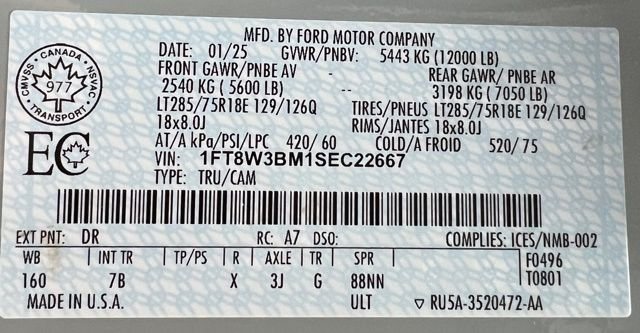 MFD. BY FORD MOTOR COMPANY
DATE: 01/25 GVWR/PNBV: 5443 KG (12000 LB)
FRONT GAWR/PNBE AV - REAR GAWR/ PNBE AR
2540 KG ( 5600 LB) -- 3198 KG ( 7050 LB)
LT285/75R18E 129/126Q TIRES/PNEUS LT285/75R18E 129/126Q
18x8.0J RIMS/JANTES 18x8.0J
AT/A kPa/PSI/LPC 420/ 60 COLD/A FROID 520/ 75
VIN: 1FT8W3BM1SEC22667
TYPE: TRU/CAM
CANADA
CMVSS NSVAC
977
TRANSPORT
EC
EXT PNT: DR RC: A7 DSO: COMPLIES: ICES/NMB-002
WB INT TR TP/PS R AXLE TR SPR F0496
160 7B X 3J G 88NN T0801
MADE IN U.S.A. ULT ▽ RU5A-3520472-AA